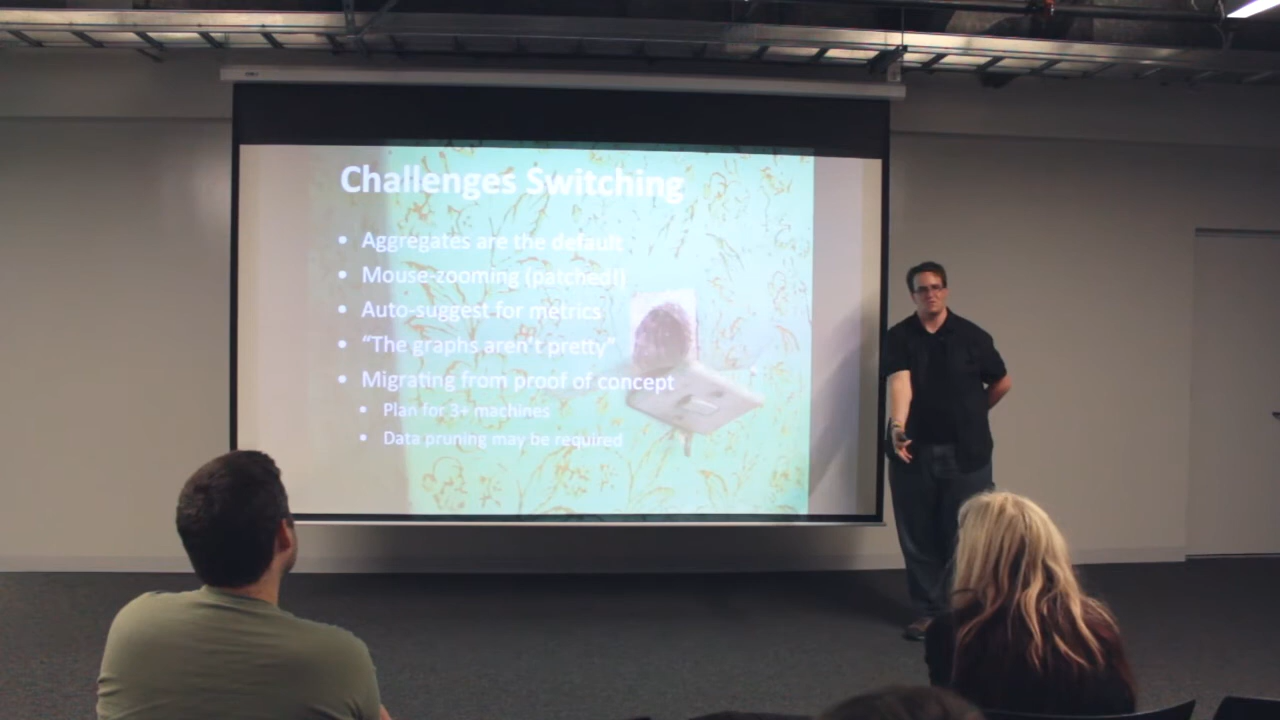 Challenges Switching
• Aggregates are the default
• Mouse-zooming (patched!)
• Auto-suggest for metrics
• “The graphs aren't pretty”
• Migrating from proof of concept
• Plan for 3+ machines
• Data pruning may be required